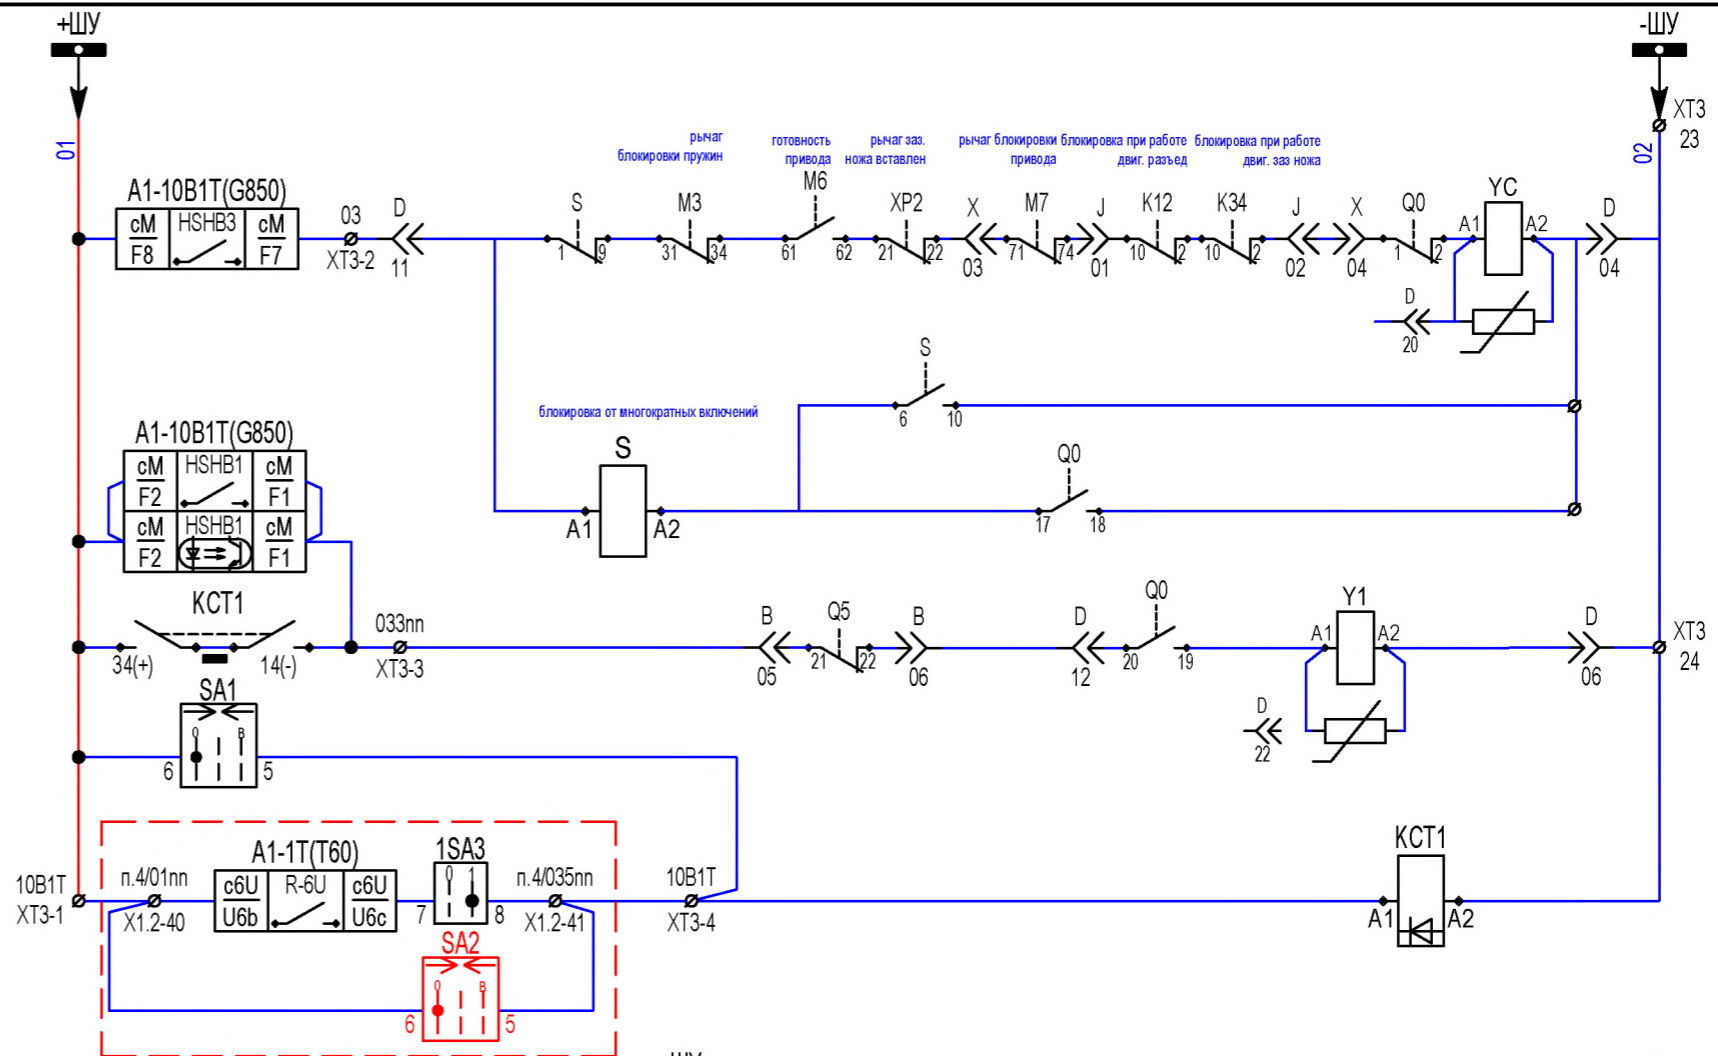 +ШУ
-ШУ
XT3
23
01
02
рычаг
блокировки пружин
готовность
привода
рычаг заз.
ножа вставлен
рычаг блокировки
привода
блокировка при работе
двиг. разъед
блокировка при работе
двиг. заз ножа
A1-10B1T(G850)
cM
F8
HSHB3
cM
F7
03
XT3-2
D
11
S
1
9
M3
31
34
M6
61
62
XP2
21
22
X
03
M7
71
74
J
01
K12
10
2
K34
10
2
J
02
X
04
Q0
1
2
YC
A1
A2
D
04
D
20
S
6
10
блокировка от многократных включений
S
A1
A2
Q0
17
18
A1-10B1T(G850)
cM
F2
HSHB1
cM
F1
cM
F2
HSHB1
cM
F1
KCT1
34(+)
14(-)
033пп
XT3-3
B
05
Q5
21
22
B
06
D
12
Q0
20
19
Y1
A1
A2
D
06
XT3
24
D
22
SA1
0
B
6
5
10B1T
XT3-1
п.4/01пп
X1.2-40
A1-1T(T60)
c6U
U6b
R-6U
c6U
U6c
1SA3
0
1
7
8
п.4/035пп
X1.2-41
10B1T
XT3-4
KCT1
A1
A2
SA2
0
B
6
5
ШУ